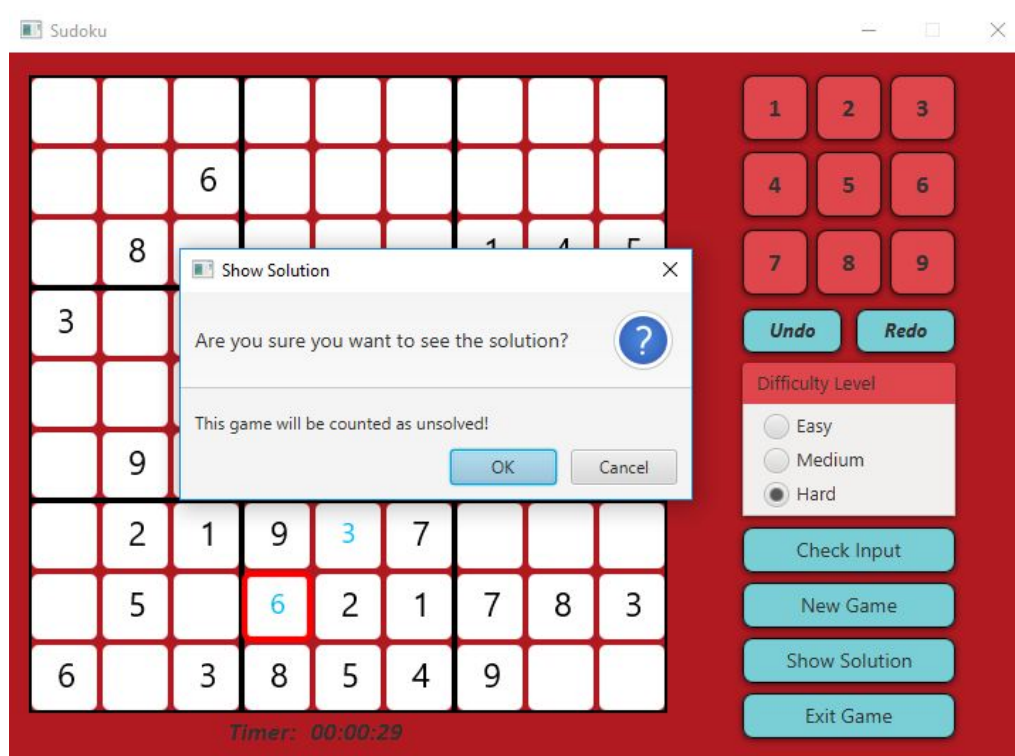 Sudoku
1 2 3
6
4 5 6
8 1 4 5
Show Solution
7 8 9
3
Are you sure you want to see the solution?
Undo Redo
Difficulty Level
This game will be counted as unsolved!
Easy
9
OK Cancel
Medium
Hard
2 1 9 3 7
Check Input
5 6 2 1 7 8 3
New Game
6 3 8 5 4 9
Show Solution
Exit Game
Timer: 00:00:29